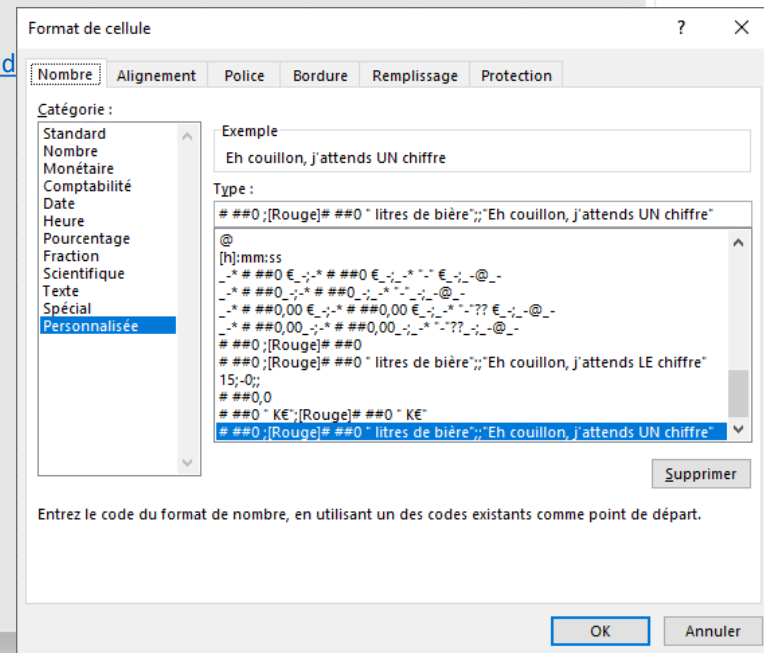 Format de cellule ? ×
d
Nombre Alignement Police Bordure Remplissage Protection
Catégorie :
Standard
Nombre
Monétaire
Comptabilité
Date
Heure
Pourcentage
Fraction
Scientifique
Texte
Spécial
Personnalisée
Exemple
Eh couillon, j'attends UN chiffre
Type :
# ##0 ;[Rouge]# ##0 " litres de bière";;"Eh couillon, j'attends UN chiffre"
@
[h]:mm:ss
_-* # ##0 €_-;-* # ##0 €_-;_-* "-" €_-;_-@_-
_-* # ##0_-;-* # ##0_-;_-* "-"_-;_-@_-
_-* # ##0,00 €_-;-* # ##0,00 €_-;_-* "-"?? €_-;_-@_-
_-* # ##0,00_-;-* # ##0,00_-;_-* "-"??_-;_-@_-
# ##0 ;[Rouge]# ##0
# ##0 ;[Rouge]# ##0 " litres de bière";;"Eh couillon, j'attends LE chiffre"
15;-0;;
# ##0,0
# ##0 " K€";[Rouge]# ##0 " K€"
# ##0 ;[Rouge]# ##0 " litres de bière";;"Eh couillon, j'attends UN chiffre"
Supprimer
Entrez le code du format de nombre, en utilisant un des codes existants comme point de départ.
OK Annuler